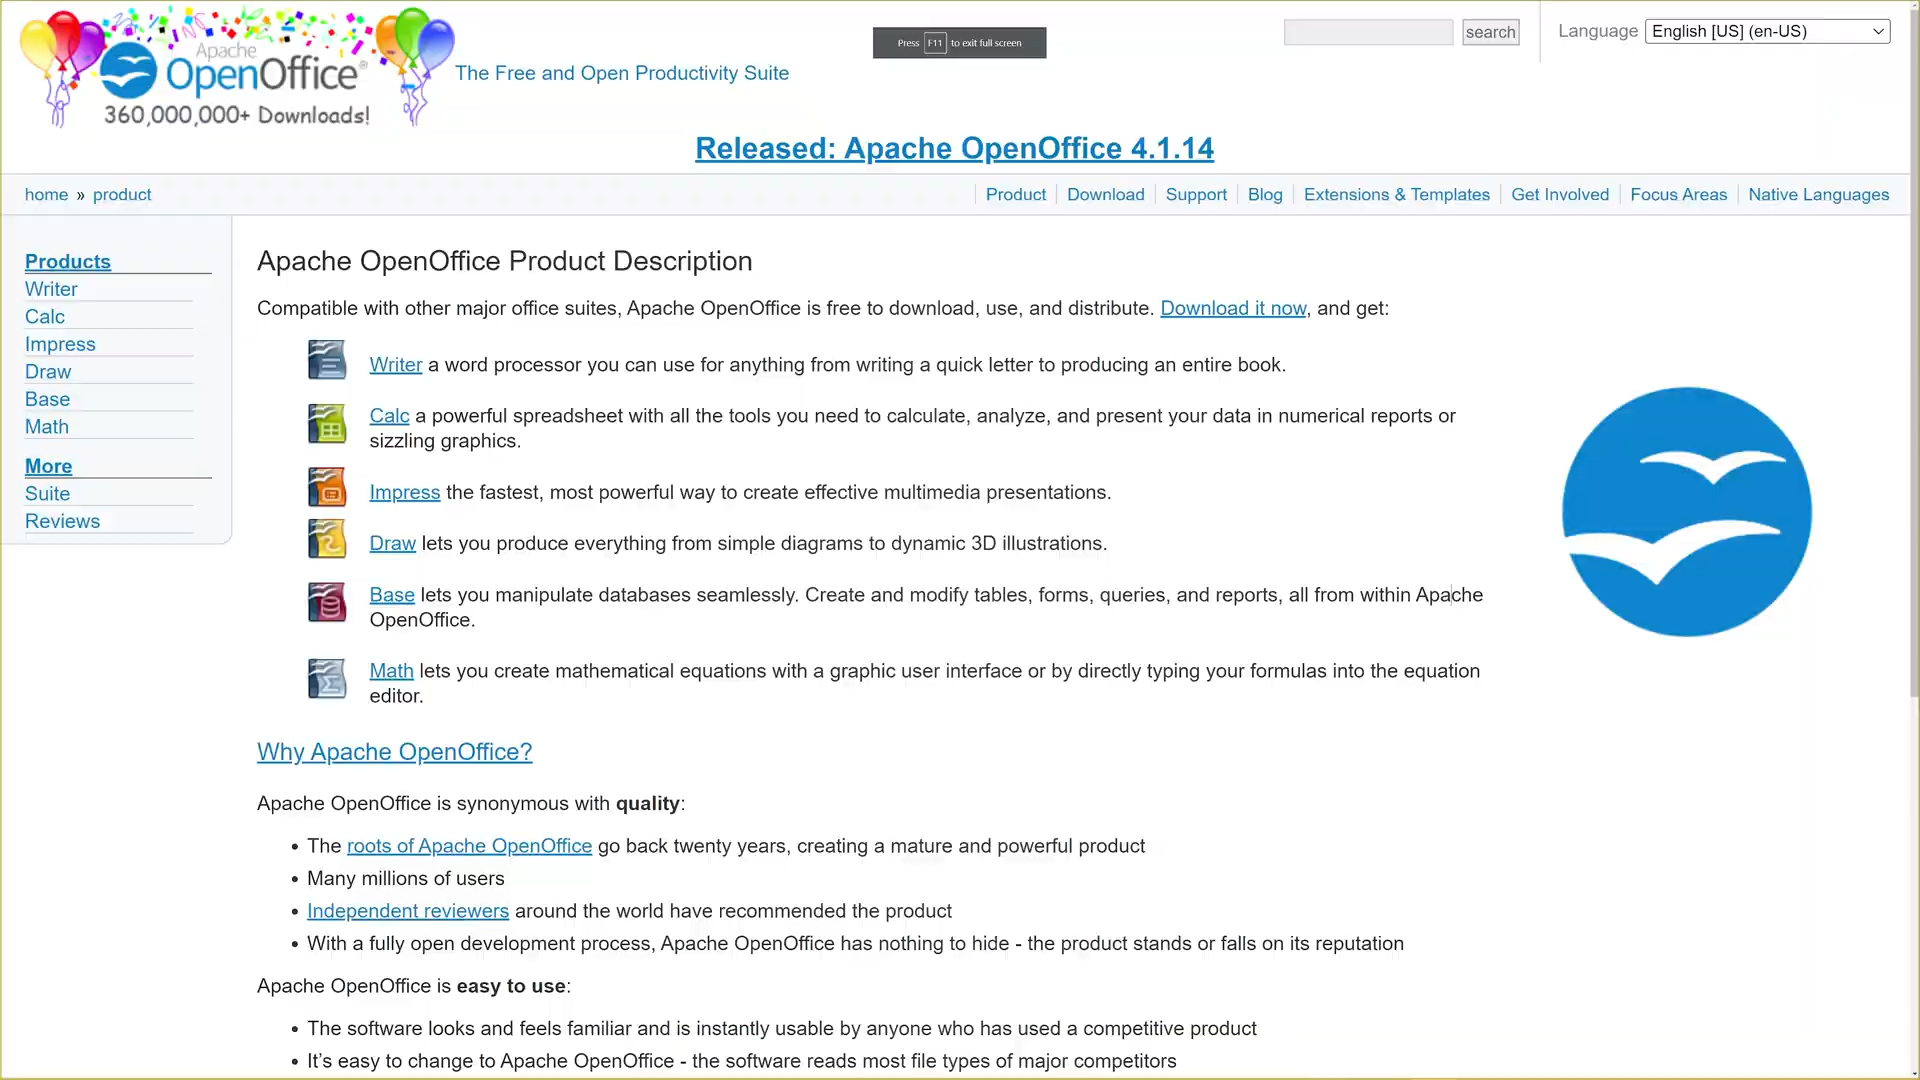 Apache
OpenOffice®
360,000,000+ Downloads!
The Free and Open Productivity Suite
Press F11 to exit full screen
search
Language English [US] (en-US)
Released: Apache OpenOffice 4.1.14
home » product
Product Download Support Blog Extensions & Templates Get Involved Focus Areas Native Languages
Products
Writer
Calc
Impress
Draw
Base
Math
More
Suite
Reviews
Apache OpenOffice Product Description
Compatible with other major office suites, Apache OpenOffice is free to download, use, and distribute. Download it now, and get:
Writer a word processor you can use for anything from writing a quick letter to producing an entire book.
Calc a powerful spreadsheet with all the tools you need to calculate, analyze, and present your data in numerical reports or
sizzling graphics.
Impress the fastest, most powerful way to create effective multimedia presentations.
Draw lets you produce everything from simple diagrams to dynamic 3D illustrations.
Base lets you manipulate databases seamlessly. Create and modify tables, forms, queries, and reports, all from within Apache
OpenOffice.
Math lets you create mathematical equations with a graphic user interface or by directly typing your formulas into the equation
editor.
Why Apache OpenOffice?
Apache OpenOffice is synonymous with quality:
• The roots of Apache OpenOffice go back twenty years, creating a mature and powerful product
• Many millions of users
• Independent reviewers around the world have recommended the product
• With a fully open development process, Apache OpenOffice has nothing to hide - the product stands or falls on its reputation
Apache OpenOffice is easy to use:
• The software looks and feels familiar and is instantly usable by anyone who has used a competitive product
• It’s easy to change to Apache OpenOffice - the software reads most file types of major competitors